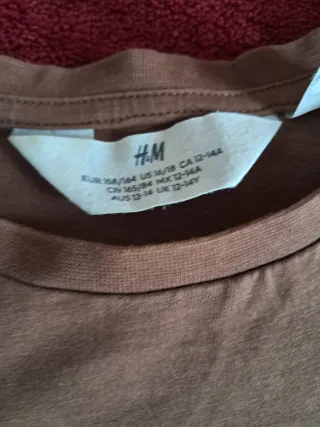 H&M
EUR 158/164 US 16/18 CA 12-14A
CN 165/84 MX 12-14A
AUS 13-14 UK 12-14Y